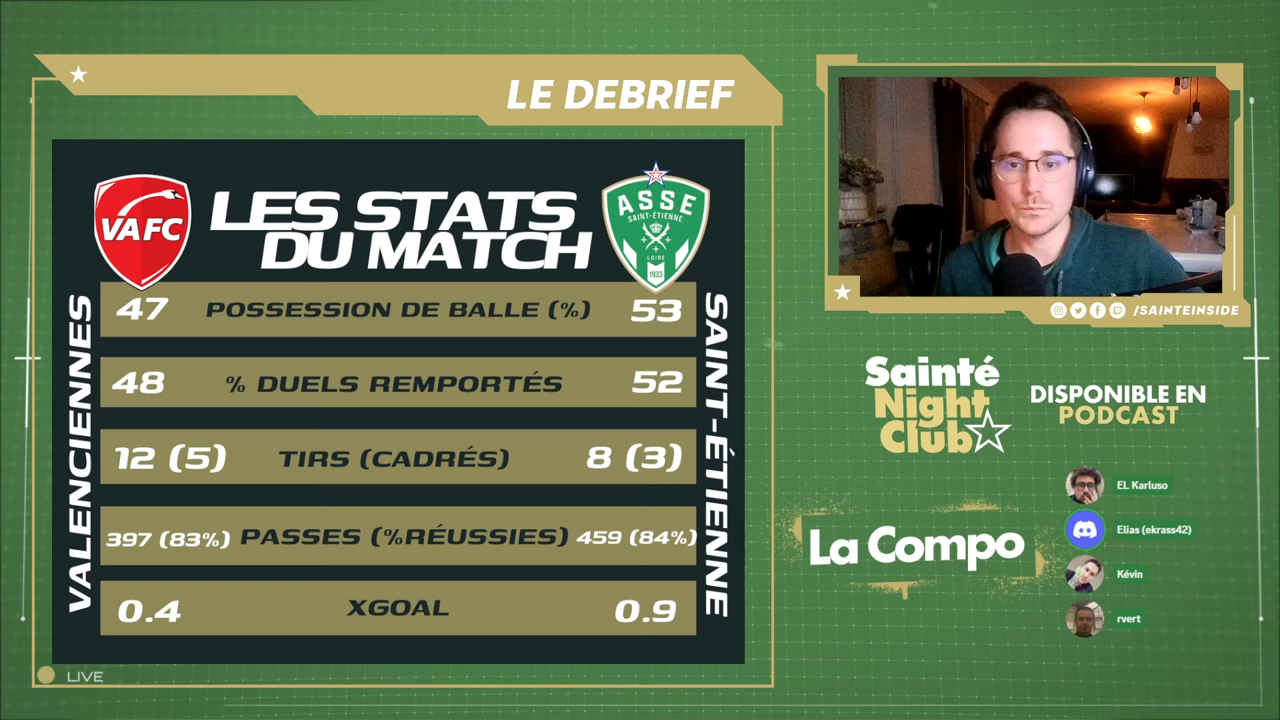 LE DEBRIEF
VAFC
LES STATS
DU MATCH
ASSE
SAINT-ÉTIENNE
LOIRE
1933
VALENCIENNES
SAINT-ÉTIENNE
47 POSSESSION DE BALLE (%) 53
48 % DUELS REMPORTÉS 52
12 (5) TIRS (CADRÉS) 8 (3)
397 (83%) PASSES (%RÉUSSIES) 459 (84%)
0.4 XGOAL 0.9
LIVE
/SAINTEINSIDE
Sainté
Night
Club
DISPONIBLE EN
PODCAST
La Compo
EL Karluso
Elias (ekrass42)
Kévin
rvert